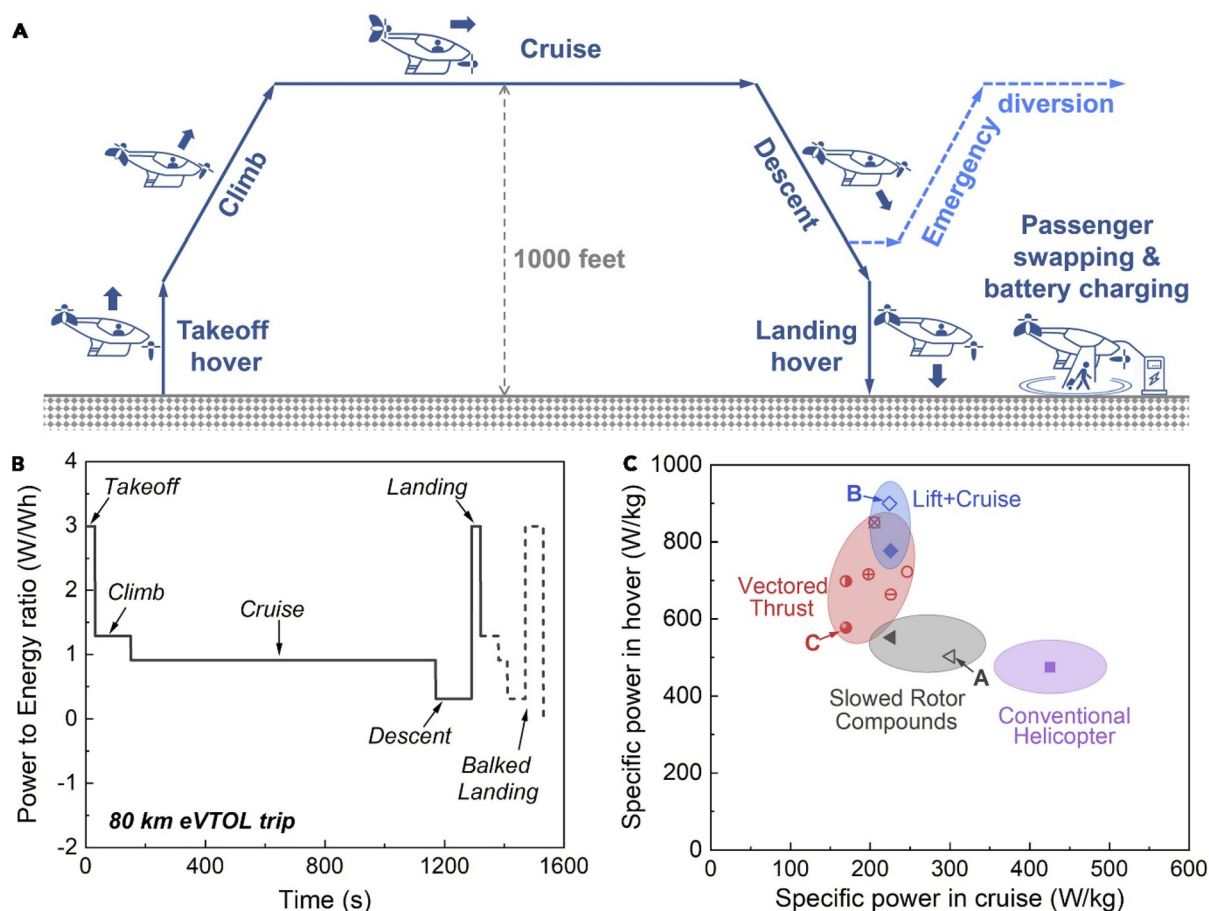 A
Cruise
Climb
Descent
Emergency
diversion
1000 feet
Takeoff
hover
Landing
hover
Passenger
swapping &
battery charging
B
Power to Energy ratio (W/Wh)
4
3
2
1
0
-1
-2
Takeoff
Climb
Cruise
Descent
Landing
Balked
Landing
80 km eVTOL trip
0
400
800
1200
1600
Time (s)
C
Specific power in hover (W/kg)
1000
800
600
400
200
0
B
Lift+Cruise
Vectored
Thrust
C
A
Slowed Rotor
Compounds
Conventional
Helicopter
0
100
200
300
400
500
600
Specific power in cruise (W/kg)